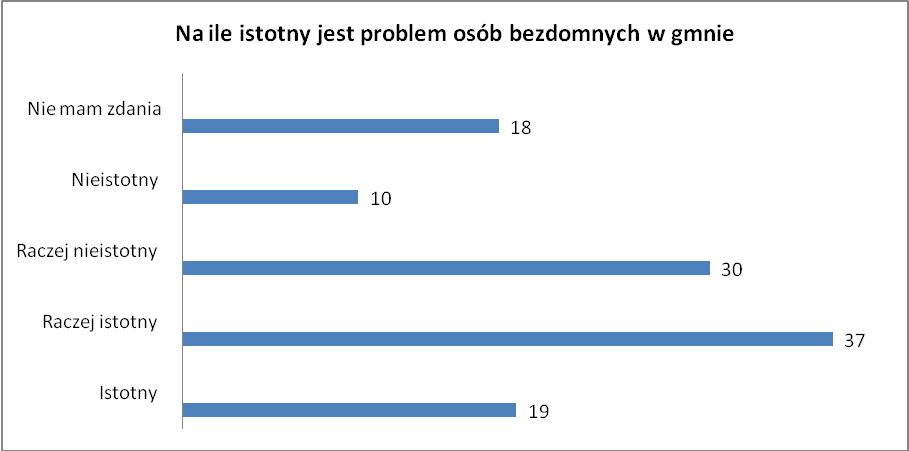 Na ile istotny jest problem osób bezdomnych w gmnie
Nie mam zdania 18
Nieistotny 10
Raczej nieistotny 30
Raczej istotny 37
Istotny 19